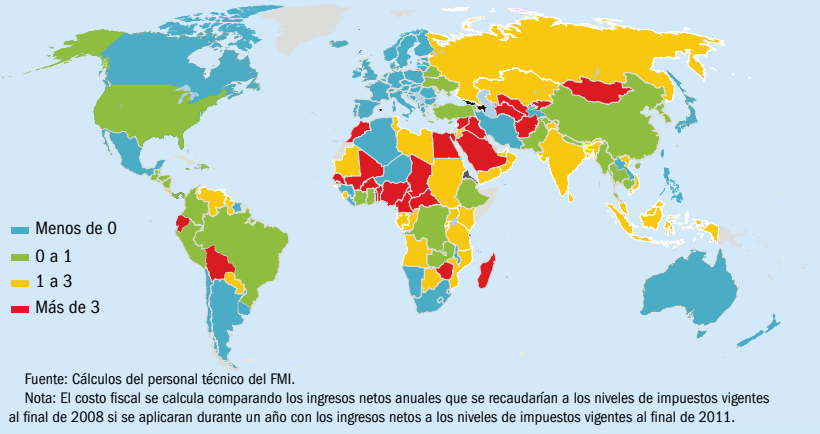 Menos de 0
0 a 1
1 a 3
Más de 3
Fuente: Cálculos del personal técnico del FMI.
Nota: El costo fiscal se calcula comparando los ingresos netos anuales que se recaudarían a los niveles de impuestos vigentes
al final de 2008 si se aplicaran durante un año con los ingresos netos a los niveles de impuestos vigentes al final de 2011.